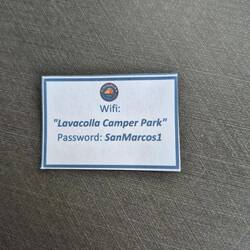 Wifi:
"Lavacolla Camper Park"
Password: SanMarcos1